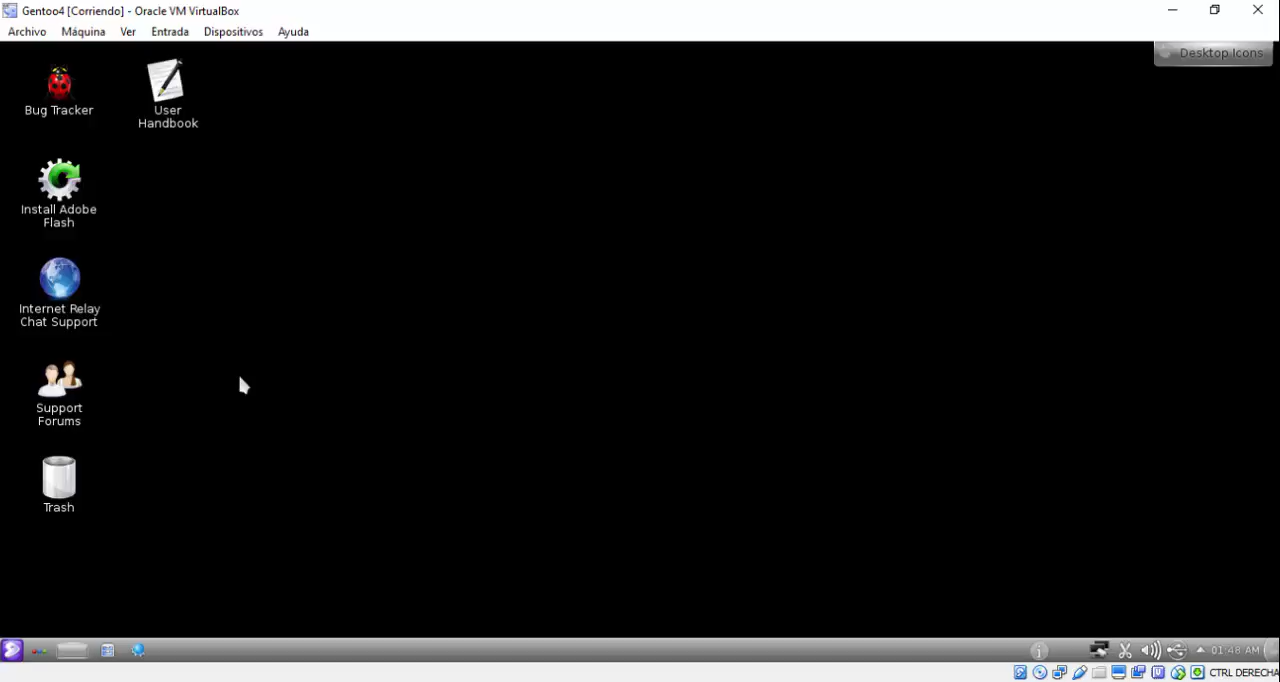 Gentoo4 [Corriendo] - Oracle VM VirtualBox
Archivo Máquina Ver Entrada Dispositivos Ayuda
Desktop Icons
Bug Tracker
User
Handbook
Install Adobe
Flash
Internet Relay
Chat Support
Support
Forums
Trash
01:48 AM
CTRL DERECHA